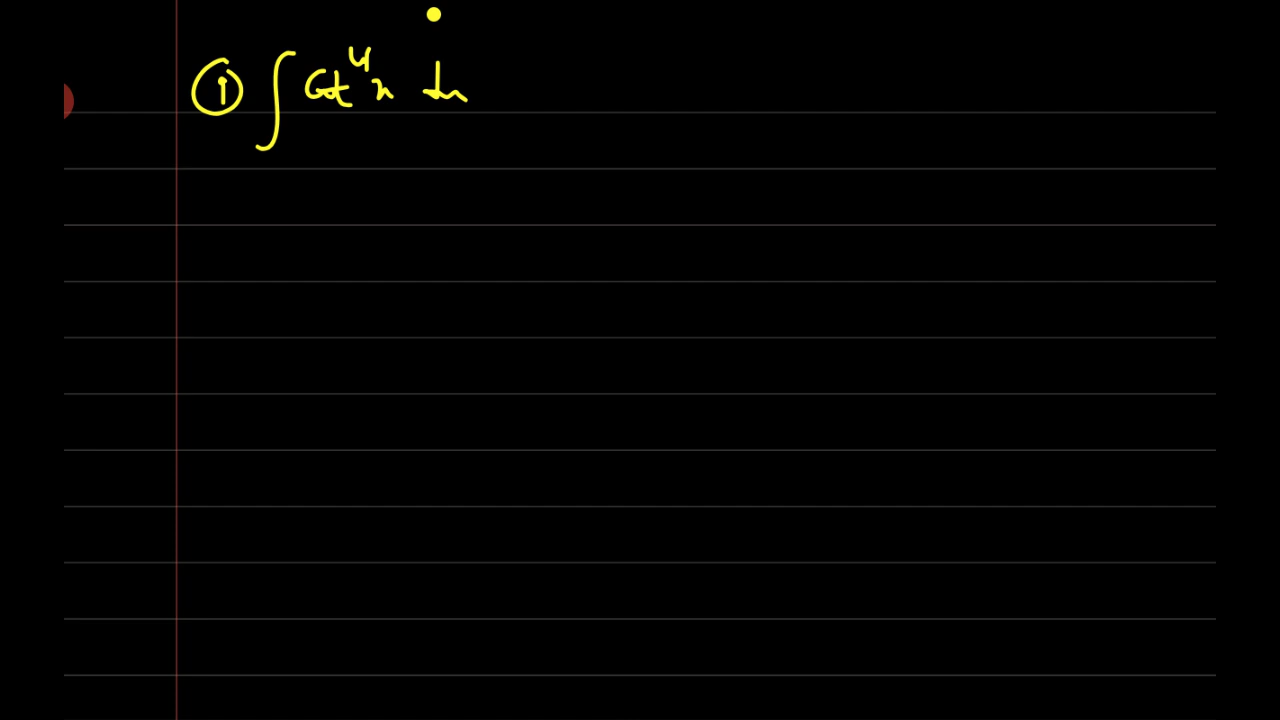 ① ∫ cot⁴x dx